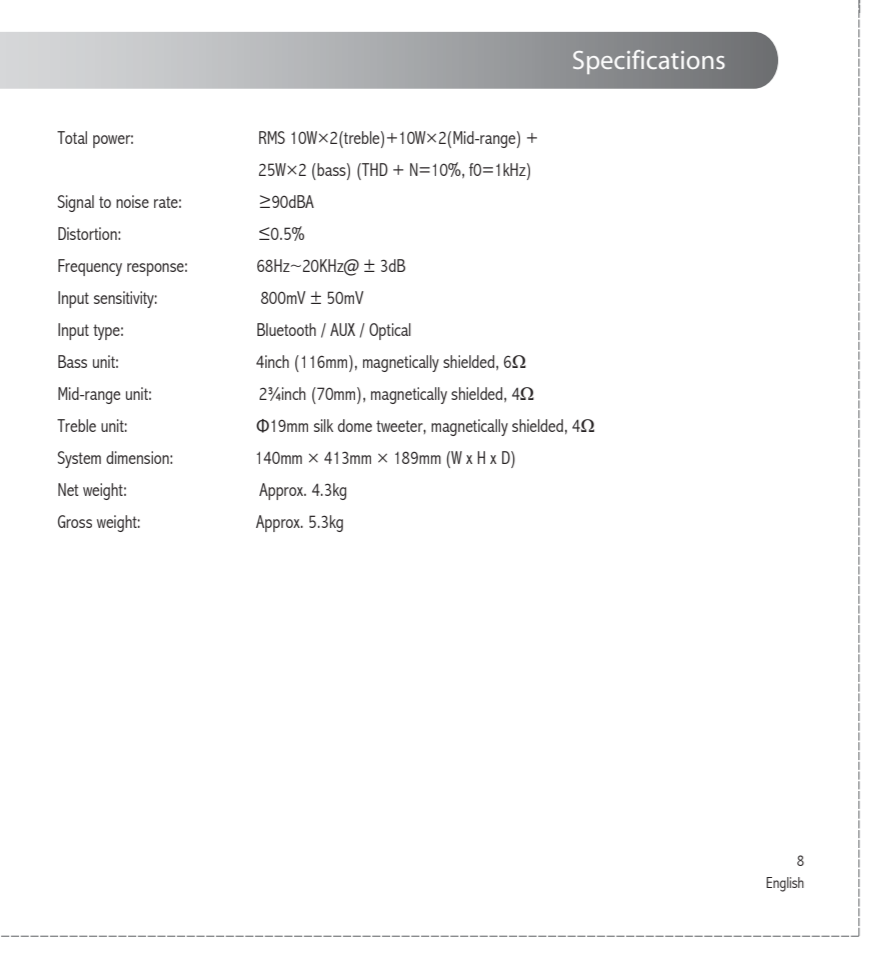 Specifications
Total power: RMS 10W×2(treble)+10W×2(Mid-range) +
25W×2 (bass) (THD + N=10%, f0=1kHz)
Signal to noise rate: ≥90dBA
Distortion: ≤0.5%
Frequency response: 68Hz~20KHz@ ± 3dB
Input sensitivity: 800mV ± 50mV
Input type: Bluetooth / AUX / Optical
Bass unit: 4inch (116mm), magnetically shielded, 6Ω
Mid-range unit: 2¾inch (70mm), magnetically shielded, 4Ω
Treble unit: Φ19mm silk dome tweeter, magnetically shielded, 4Ω
System dimension: 140mm × 413mm × 189mm (W x H x D)
Net weight: Approx. 4.3kg
Gross weight: Approx. 5.3kg
8
English